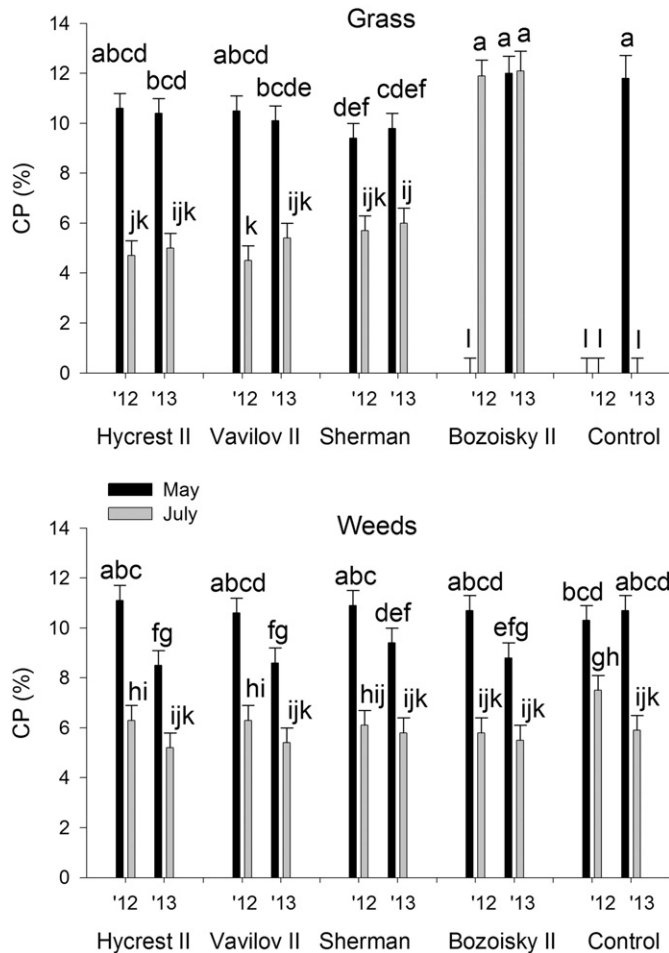 Grass
14
12
10
8
6
4
2
0
CP (%)
abcd
bcd
jk
ijk
abcd
bcde
k
ijk
def
cdef
ijk
ij
l
a
a
a
l
l
a
l
'12
'13
'12
'13
'12
'13
'12
'13
'12
'13
Hycrest II
Vavilov II
Sherman
Bozoisky II
Control
May
July
Weeds
14
12
10
8
6
4
2
0
CP (%)
abc
fg
hi
ijk
abcd
fg
hi
ijk
abc
def
hij
ijk
abcd
efg
ijk
ijk
bcd
abcd
gh
ijk
'12
'13
'12
'13
'12
'13
'12
'13
'12
'13
Hycrest II
Vavilov II
Sherman
Bozoisky II
Control